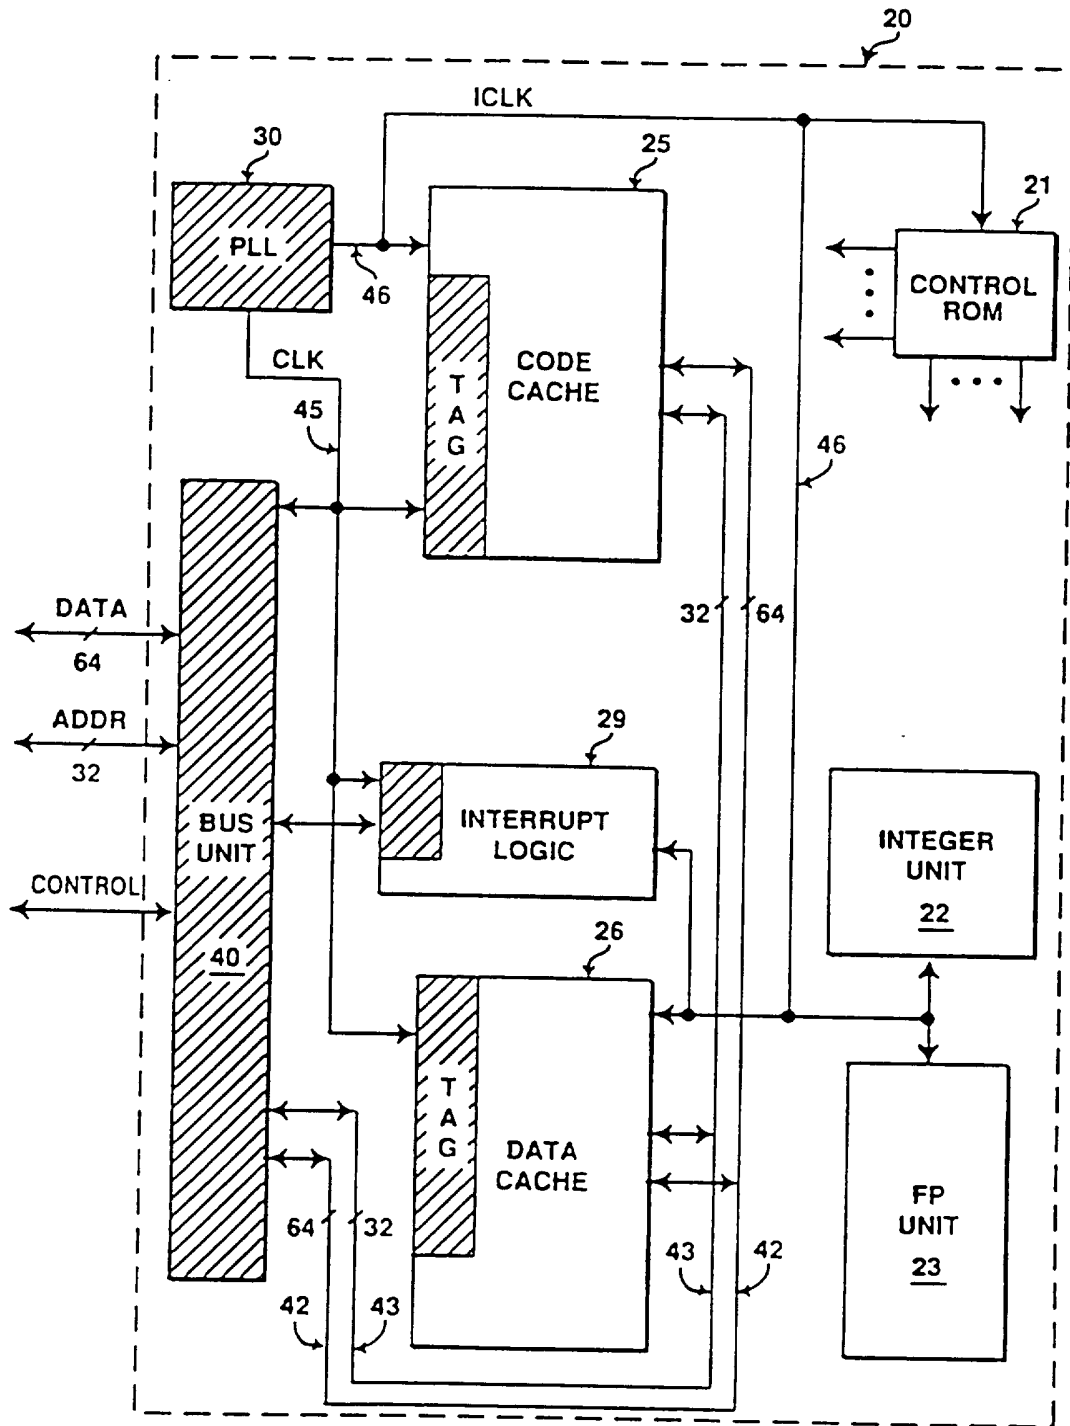 20
ICLK
30
25
21
PLL
46
CONTROL
ROM
CLK
CODE
CACHE
T
A
G
45
46
32
64
DATA
64
ADDR
32
29
BUS
UNIT
INTERRUPT
LOGIC
INTEGER
UNIT
22
CONTROL
40
26
T
A
G
DATA
CACHE
FP
UNIT
23
64
32
43
42
42
43